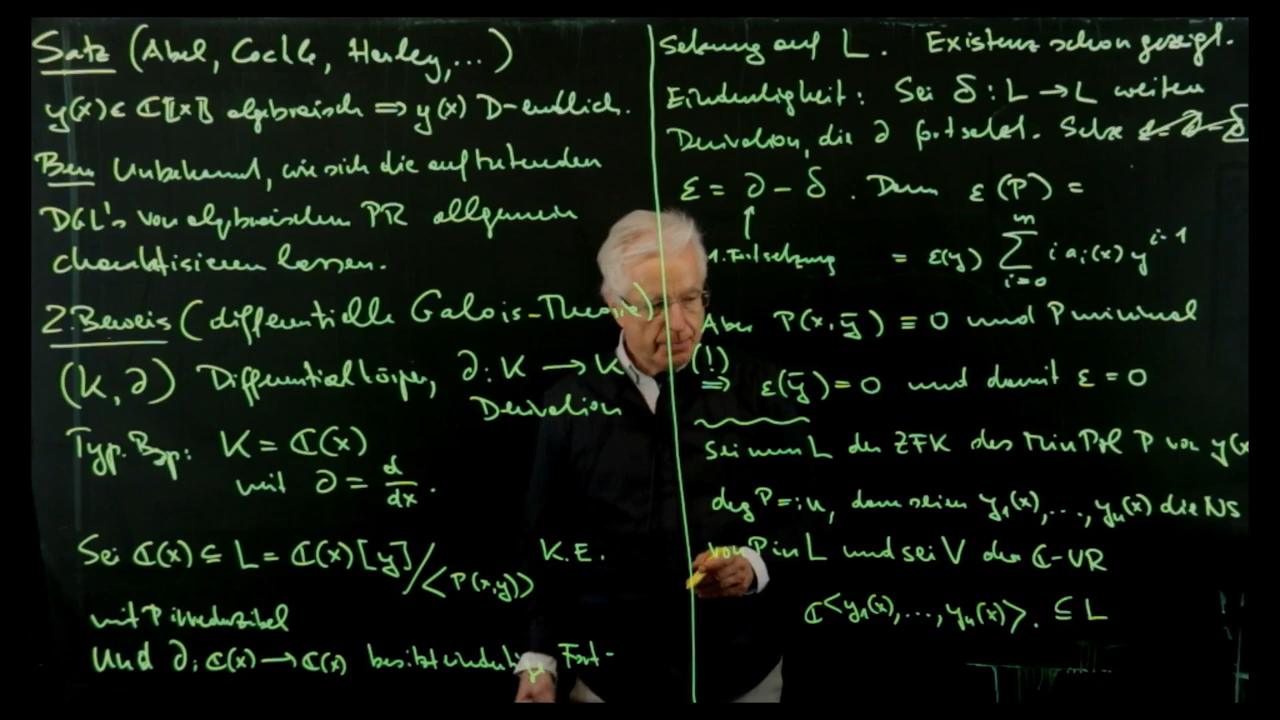 Satz (Abel, Cockle, Harley, ...)
y(x) ∈ ℂ[[x]] algebraisch ⟹ y(x) D-endlich.
Bem Unbekannt, wie sich die auftretenden
DGL's von algebraischen PR allgemein
charakterisieren lassen.
2. Beweis (differentielle Galois-Theorie)
(K, ∂) Differentialkörper, ∂: K → K
Derivation
Typ. Bsp: K = ℂ(x)
mit ∂ = d/dx.
Sei ℂ(x) ⊆ L = ℂ(x)[y]/<P(x,y)> K.E.
mit P irreduzibel
Und ∂: ℂ(x) → ℂ(x) besitzt eindeutige Fort-
setzung auf L. Existenz schon gezeigt.
Eindeutigkeit: Sei δ: L → L weitere
Derivation, die ∂ fortsetzt. Setze
ε = ∂ - δ. Dann ε(P) =
↑
1. Fortsetzung = ε(y) ∑_{i=0}^{m} i a_i(x) y^{i-1}
Aber P(x, ȳ) ≡ 0 und P minimal
(!)
⟹ ε(ȳ) = 0 und damit ε = 0
Sei nun L der ZFK des MinPol P von y(x
deg P =: n, dann seien y₁(x), ..., yₙ(x) die NS
von P in L und sei V der ℂ-VR
ℂ<y₁(x), ..., yₙ(x)>. ⊆ L